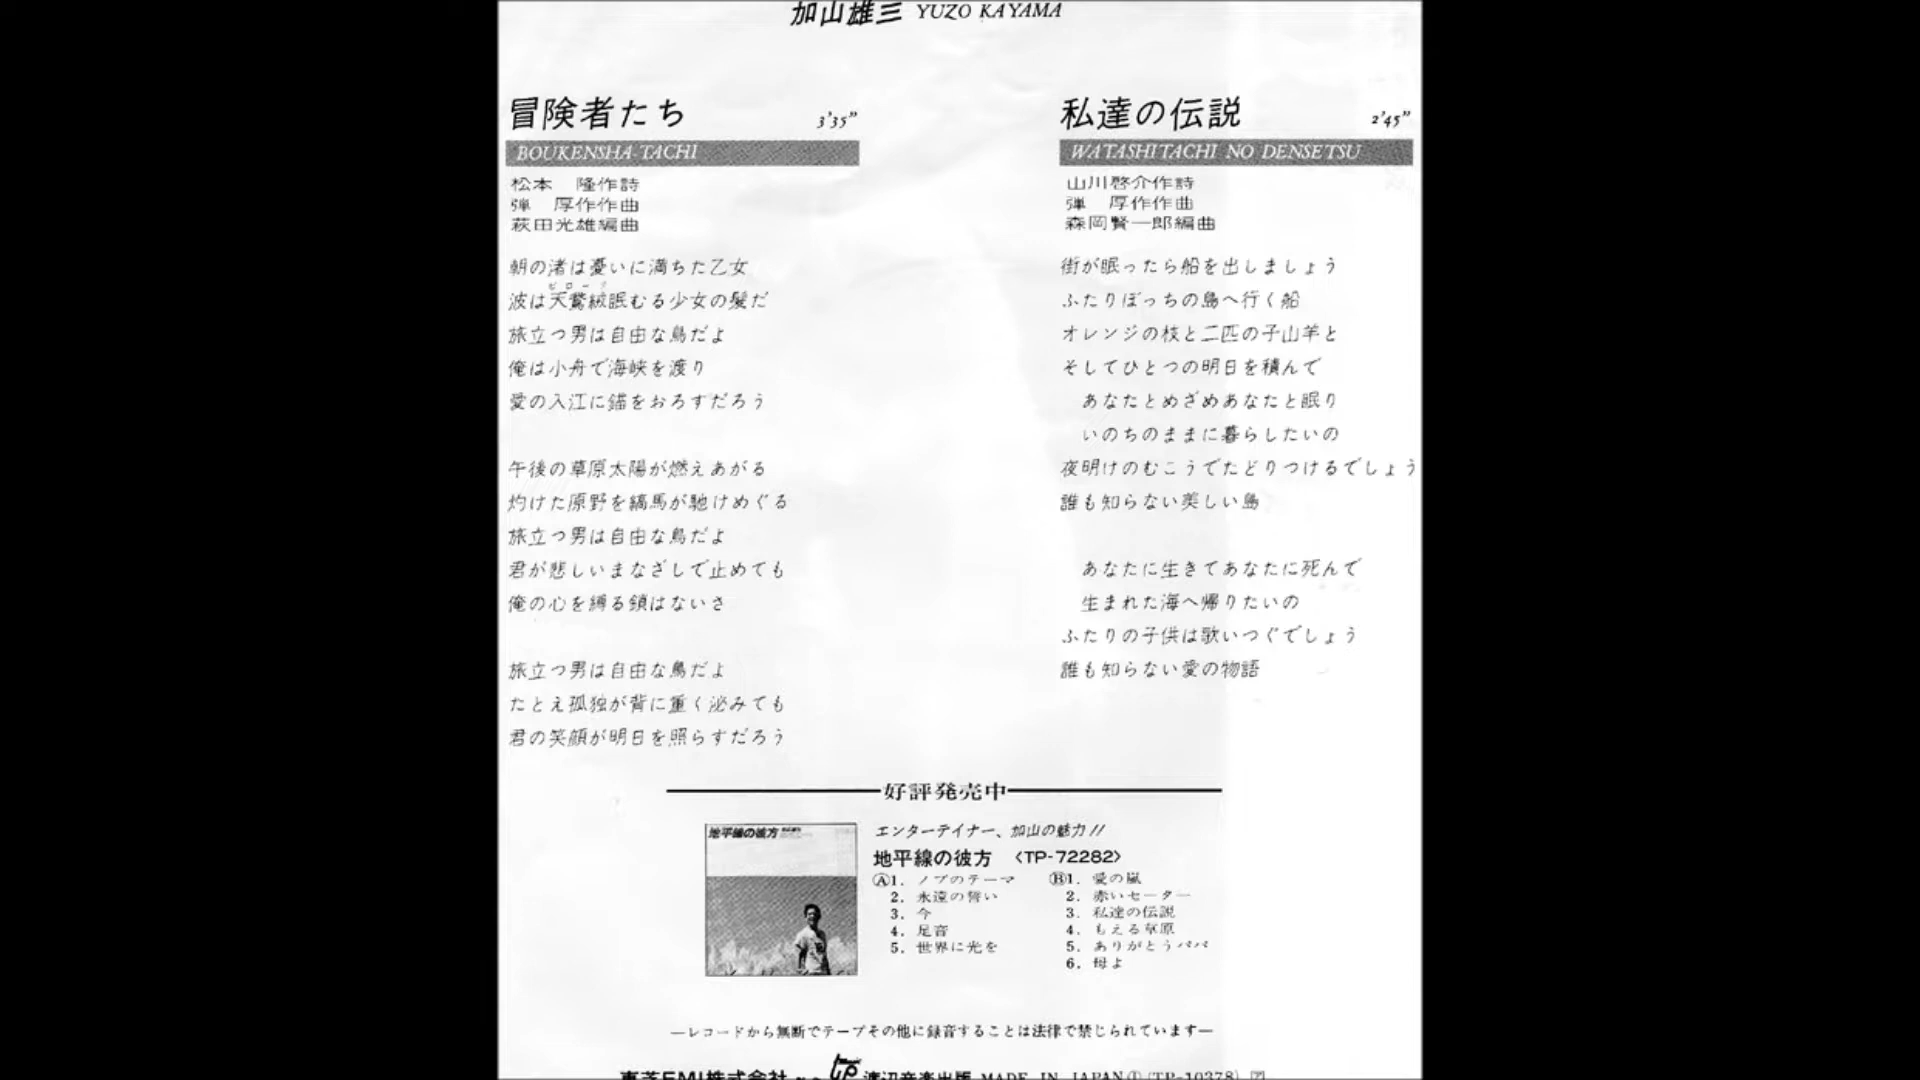 加山雄三 YUZO KAYAMA
冒険者たち 3'35"
BOUKENSHA-TACHI
松本 隆作詩
弾 厚作作曲
萩田光雄編曲
朝の渚は憂いに満ちた乙女
ビロード
波は天鵞絨眠むる少女の髪だ
旅立つ男は自由な鳥だよ
俺は小舟で海峡を渡り
愛の入江に錨をおろすだろう
午後の草原太陽が燃えあがる
灼けた原野を縞馬が馳けめぐる
旅立つ男は自由な鳥だよ
君が悲しいまなざしで止めても
俺の心を縛る鎖はないさ
旅立つ男は自由な鳥だよ
たとえ孤独が背に重く泌みても
君の笑顔が明日を照らすだろう
私達の伝説 2'45"
WATASHITACHI NO DENSETSU
山川啓介作詩
弾 厚作作曲
森岡賢一郎編曲
街が眠ったら船を出しましょう
ふたりぼっちの島へ行く船
オレンジの枝と二匹の子山羊と
そしてひとつの明日を積んで
あなたとめざめあなたと眠り
いのちのままに暮らしたいの
夜明けのむこうでたどりつけるでしょう
誰も知らない美しい島
あなたに生きてあなたに死んで
生まれた海へ帰りたいの
ふたりの子供は歌いつぐでしょう
誰も知らない愛の物語
好評発売中
地平線の彼方
エンターテイナー、加山の魅力!!
地平線の彼方 〈TP-72282〉
Ⓐ1. ノブのテーマ
2. 永遠の誓い
3. 今
4. 足音
5. 世界に光を
Ⓑ1. 愛の嵐
2. 赤いセーター
3. 私達の伝説
4. もえる草原
5. ありがとうパパ
6. 母よ
—レコードから無断でテープその他に録音することは法律で禁じられています—
東芝EMI株式会社 tp 渡辺音楽出版 MADE IN JAPAN ① (TP-10378)